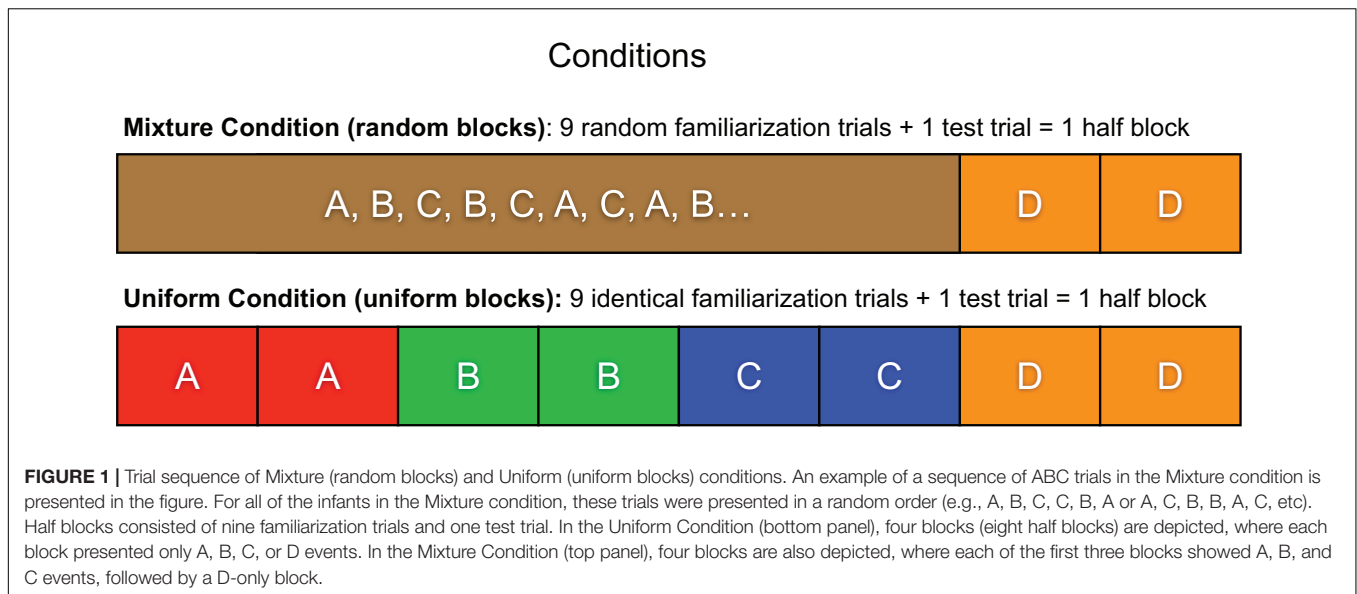 Conditions
Mixture Condition (random blocks): 9 random familiarization trials + 1 test trial = 1 half block
A, B, C, B, C, A, C, A, B… D D
Uniform Condition (uniform blocks): 9 identical familiarization trials + 1 test trial = 1 half block
A A B B C C D D
FIGURE 1 | Trial sequence of Mixture (random blocks) and Uniform (uniform blocks) conditions. An example of a sequence of ABC trials in the Mixture condition is
presented in the figure. For all of the infants in the Mixture condition, these trials were presented in a random order (e.g., A, B, C, C, B, A or A, C, B, B, A, C, etc).
Half blocks consisted of nine familiarization trials and one test trial. In the Uniform Condition (bottom panel), four blocks (eight half blocks) are depicted, where each
block presented only A, B, C, or D events. In the Mixture Condition (top panel), four blocks are also depicted, where each of the first three blocks showed A, B, and
C events, followed by a D-only block.